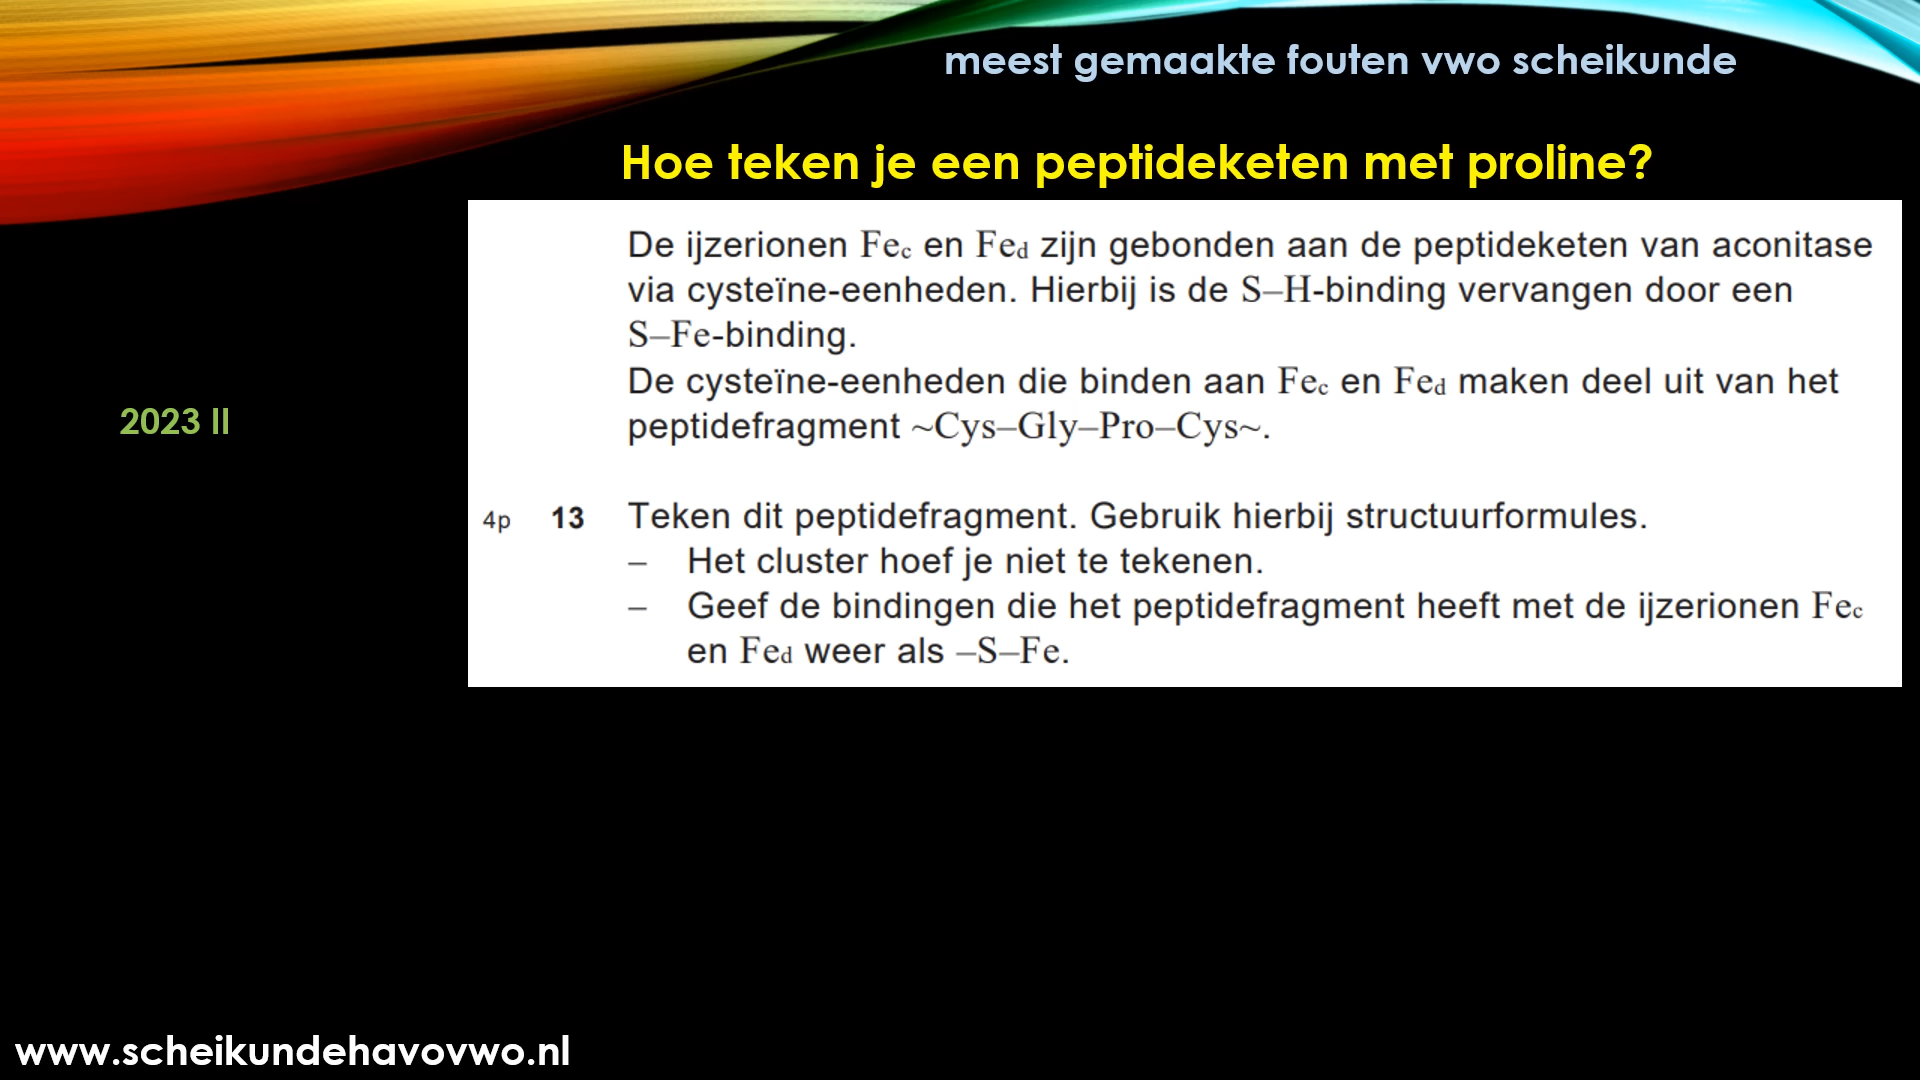 meest gemaakte fouten vwo scheikunde
Hoe teken je een peptideketen met proline?
De ijzerionen Fec en Fed zijn gebonden aan de peptideketen van aconitase
via cysteïne-eenheden. Hierbij is de S–H-binding vervangen door een
S–Fe-binding.
De cysteïne-eenheden die binden aan Fec en Fed maken deel uit van het
peptidefragment ~Cys–Gly–Pro–Cys~.
2023 II
4p 13 Teken dit peptidefragment. Gebruik hierbij structuurformules.
– Het cluster hoef je niet te tekenen.
– Geef de bindingen die het peptidefragment heeft met de ijzerionen Fec
en Fed weer als –S–Fe.
www.scheikundehavovwo.nl